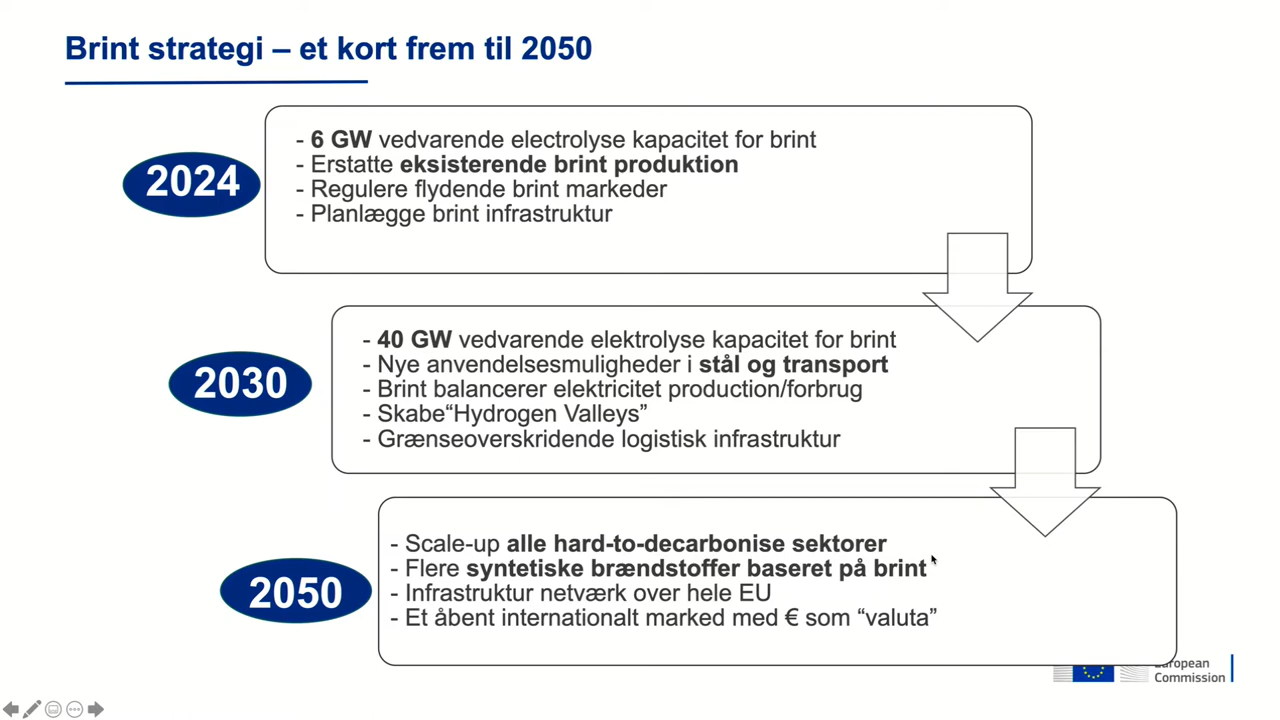 Brint strategi – et kort frem til 2050
2024
- 6 GW vedvarende electrolyse kapacitet for brint
- Erstatte eksisterende brint produktion
- Regulere flydende brint markeder
- Planlægge brint infrastruktur
2030
- 40 GW vedvarende elektrolyse kapacitet for brint
- Nye anvendelsesmuligheder i stål og transport
- Brint balancerer elektricitet production/forbrug
- Skabe“Hydrogen Valleys”
- Grænseoverskridende logistisk infrastruktur
2050
- Scale-up alle hard-to-decarbonise sektorer
- Flere syntetiske brændstoffer baseret på brint
- Infrastruktur netværk over hele EU
- Et åbent internationalt marked med € som “valuta”
European
Commission